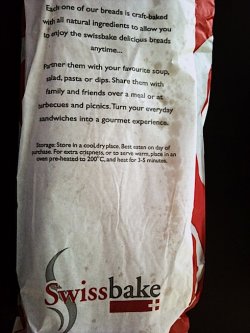 Each one of our breads is craft-baked
with all natural ingredients to allow you
to enjoy the swissbake delicious breads
anytime...
Partner them with your favourite soup,
salad, pasta or dips. Share them with
family and friends over a meal or at
barbecues and picnics. Turn your everyday
sandwiches into a gourmet experience.
Storage: Store in a cool, dry place. Best eaten on day of
purchase. For extra crispness, or to serve warm, place in an
oven pre-heated to 200°C, and heat for 3-5 minutes.
Swissbake